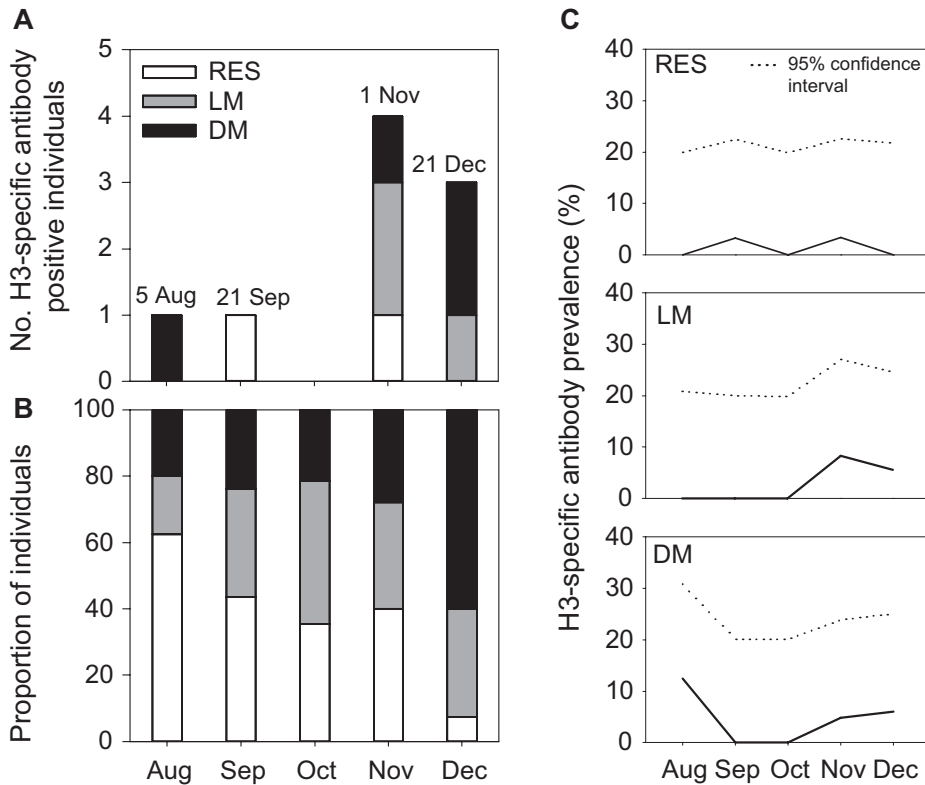 A
No. H3-specific antibody
positive individuals
5
4
3
2
1
0
RES
LM
DM
5 Aug
21 Sep
1 Nov
21 Dec
B
Proportion of individuals
100
80
60
40
20
0
Aug Sep Oct Nov Dec
C
H3-specific antibody prevalence (%)
40
30
20
10
0
RES
95% confidence
interval
40
30
20
10
0
LM
40
30
20
10
0
DM
Aug Sep Oct Nov Dec